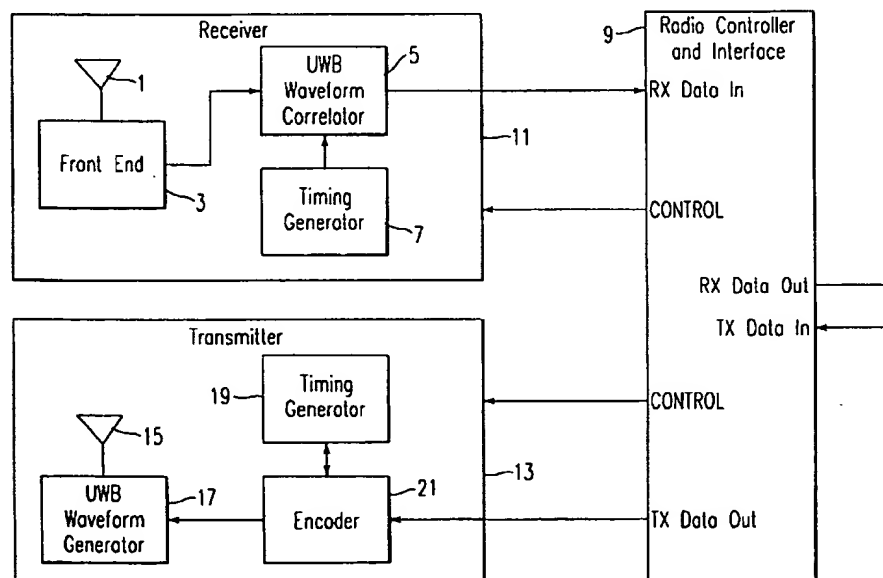 Receiver
1
Front End
3
UWB
Waveform
Correlator
5
Timing
Generator
7
11
9
Radio Controller
and Interface
RX Data In
CONTROL
RX Data Out
TX Data In
CONTROL
TX Data Out
Transmitter
19
Timing
Generator
15
UWB
Waveform
Generator
17
Encoder
21
13